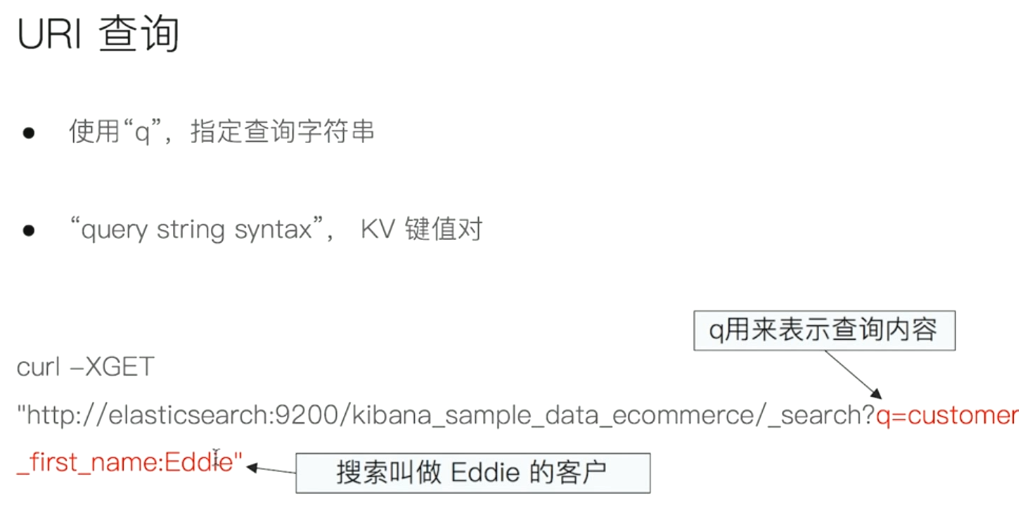 URI 查询
● 使用“q”，指定查询字符串
● “query string syntax”， KV 键值对
q用来表示查询内容
curl –XGET
"http://elasticsearch:9200/kibana_sample_data_ecommerce/_search?q=customer
_first_name:Eddie"
搜索叫做 Eddie 的客户